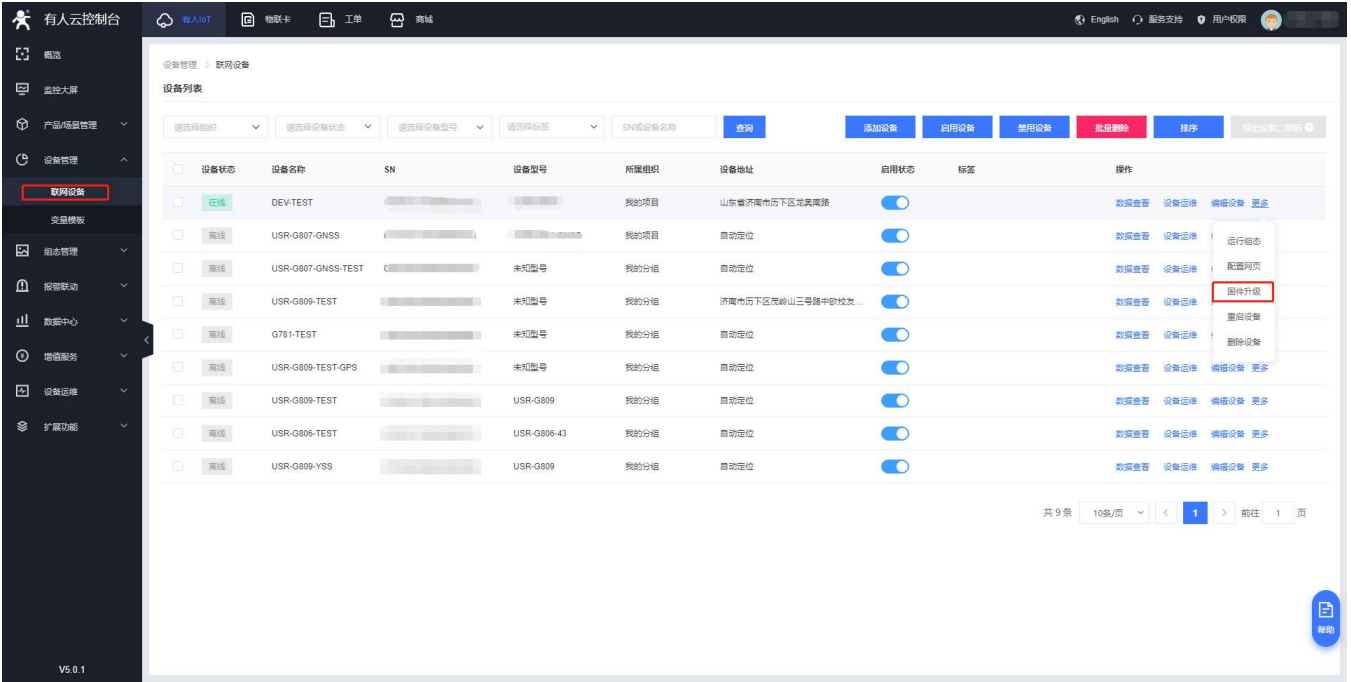 有人云控制台
有人IoT 物联卡 工单 商城
English 服务支持 用户权限
概览
监控大屏
产品/场景管理
设备管理
联网设备
变量模板
组态管理
报警联动
数据中心
增值服务
设备运维
扩展功能
V5.0.1
设备管理 > 联网设备
设备列表
请选择组织 请选择设备状态 请选择设备型号 请选择标签 SN或设备名称 查询 添加设备 启用设备 禁用设备 批量删除 排序 导出设备二维码
设备状态 设备名称 SN 设备型号 所属组织 设备地址 启用状态 标签 操作
在线 DEV-TEST 我的项目 山东省济南市历下区龙奥南路 数据查看 设备运维 编辑设备 更多
离线 USR-G807-GNSS 我的项目 自动定位 数据查看 设备运维
离线 USR-G807-GNSS-TEST 未知型号 我的分组 自动定位 数据查看 设备运维
离线 USR-G809-TEST 未知型号 我的分组 济南市历下区茂岭山三号路中欧校友... 数据查看 设备运维
离线 G781-TEST 未知型号 我的分组 自动定位 数据查看 设备运维
离线 USR-G809-TEST-GPS 未知型号 我的分组 自动定位 数据查看 设备运维 编辑设备 更多
离线 USR-G809-TEST USR-G809 我的分组 自动定位 数据查看 设备运维 编辑设备 更多
离线 USR-G806-TEST USR-G806-43 我的分组 自动定位 数据查看 设备运维 编辑设备 更多
离线 USR-G809-YSS USR-G809 我的分组 自动定位 数据查看 设备运维 编辑设备 更多
运行组态
配置网页
固件升级
重启设备
删除设备
共 9 条 10条/页 < 1 > 前往 1 页
帮助